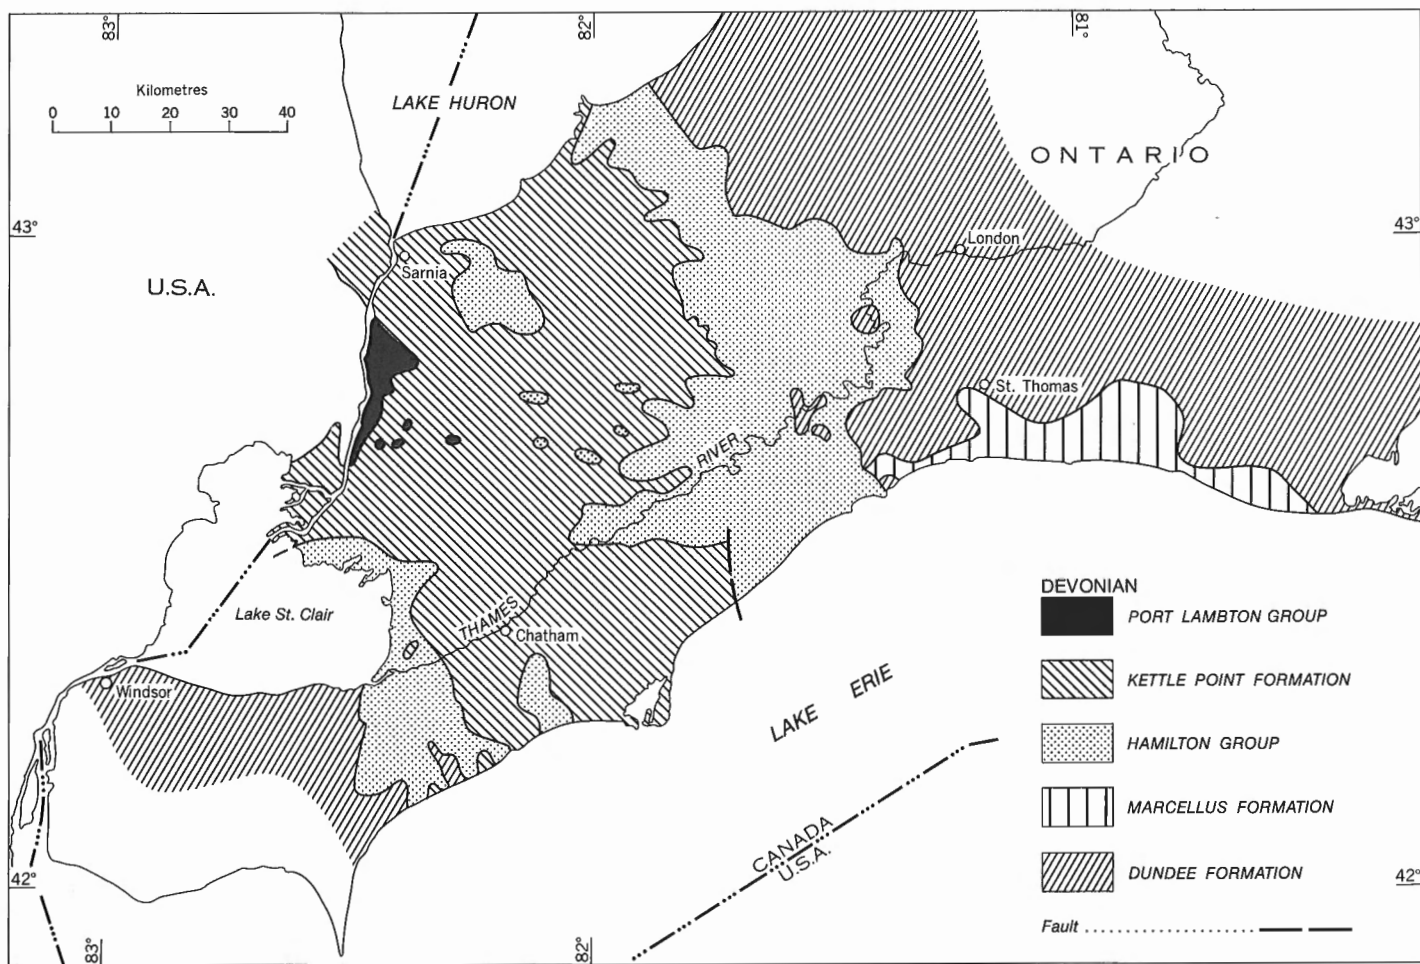 83°
82°
81°
Kilometres
0 10 20 30 40
LAKE HURON
ONTARIO
43°
43°
London
Sarnia
U.S.A.
St. Thomas
RIVER
Lake St. Clair
THAMES
Chatham
Windsor
LAKE ERIE
CANADA
U.S.A.
42°
42°
83°
82°
DEVONIAN
PORT LAMBTON GROUP
KETTLE POINT FORMATION
HAMILTON GROUP
MARCELLUS FORMATION
DUNDEE FORMATION
Fault